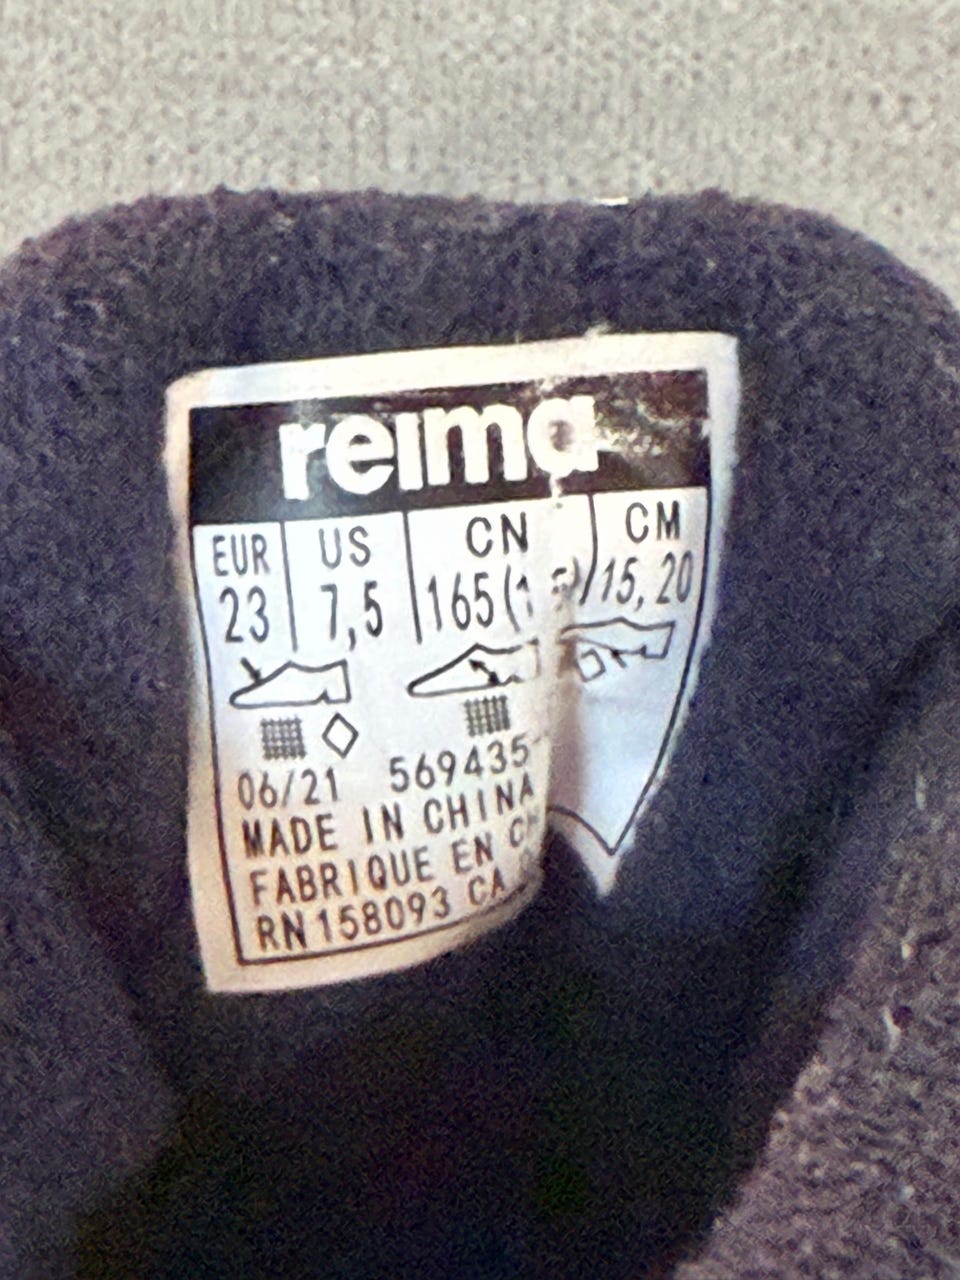 reima
EUR US CN CM
23 7,5 165( 15,20
06/21 569435
MADE IN CHINA
FABRIQUE EN
RN 158093 CA